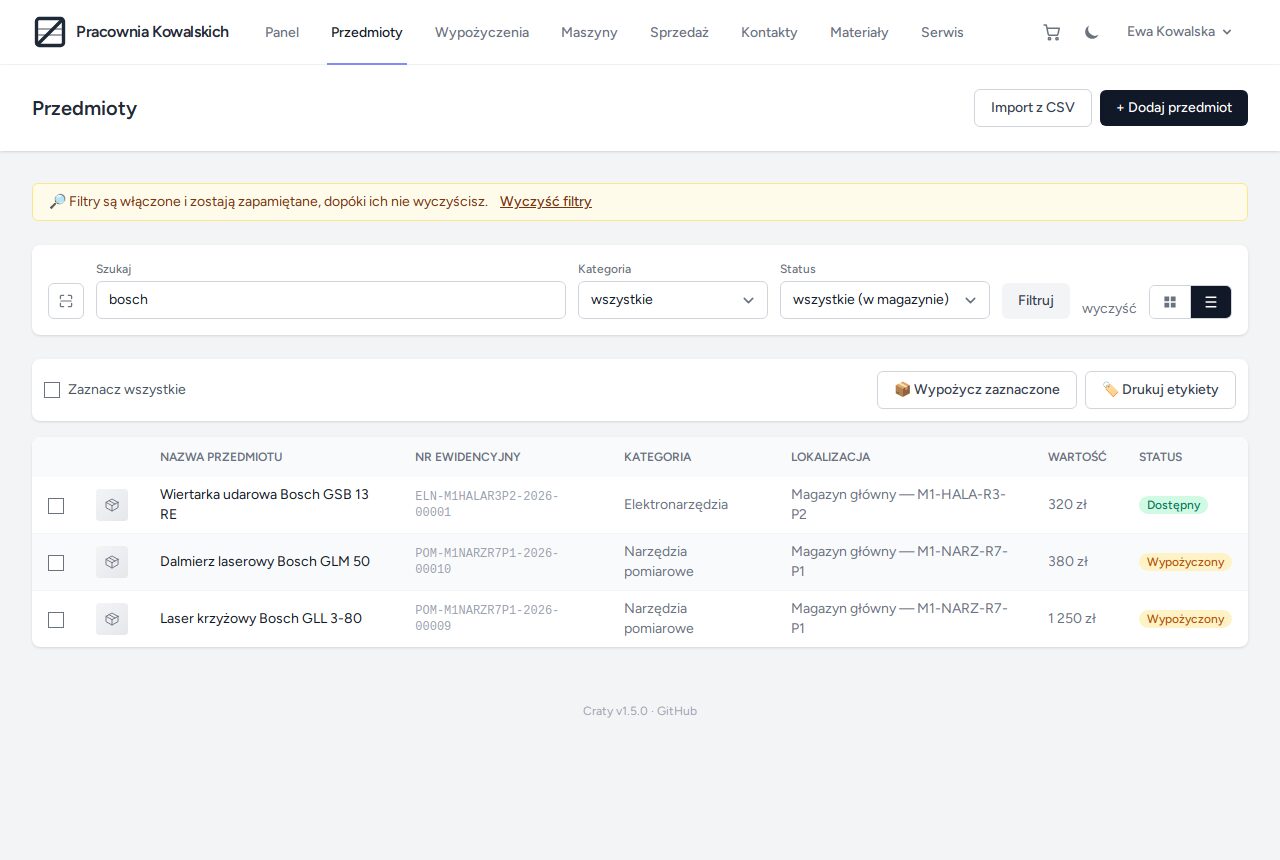 Pracownia Kowalskich Panel Przedmioty Wypożyczenia Maszyny Sprzedaż Kontakty Materiały Serwis Ewa Kowalska
Przedmioty Import z CSV + Dodaj przedmiot
🔎 Filtry są włączone i zostają zapamiętane, dopóki ich nie wyczyścisz. Wyczyść filtry
Szukaj Kategoria Status
bosch wszystkie wszystkie (w magazynie) Filtruj wyczyść
Zaznacz wszystkie 📦 Wypożycz zaznaczone 🏷️ Drukuj etykiety
NAZWA PRZEDMIOTU NR EWIDENCYJNY KATEGORIA LOKALIZACJA WARTOŚĆ STATUS
Wiertarka udarowa Bosch GSB 13
RE
ELN-M1HALAR3P2-2026-
00001
Elektronarzędzia
Magazyn główny — M1-HALA-R3-
P2
320 zł
Dostępny
Dalmierz laserowy Bosch GLM 50
POM-M1NARZR7P1-2026-
00010
Narzędzia
pomiarowe
Magazyn główny — M1-NARZ-R7-
P1
380 zł
Wypożyczony
Laser krzyżowy Bosch GLL 3-80
POM-M1NARZR7P1-2026-
00009
Narzędzia
pomiarowe
Magazyn główny — M1-NARZ-R7-
P1
1 250 zł
Wypożyczony
Craty v1.5.0 · GitHub